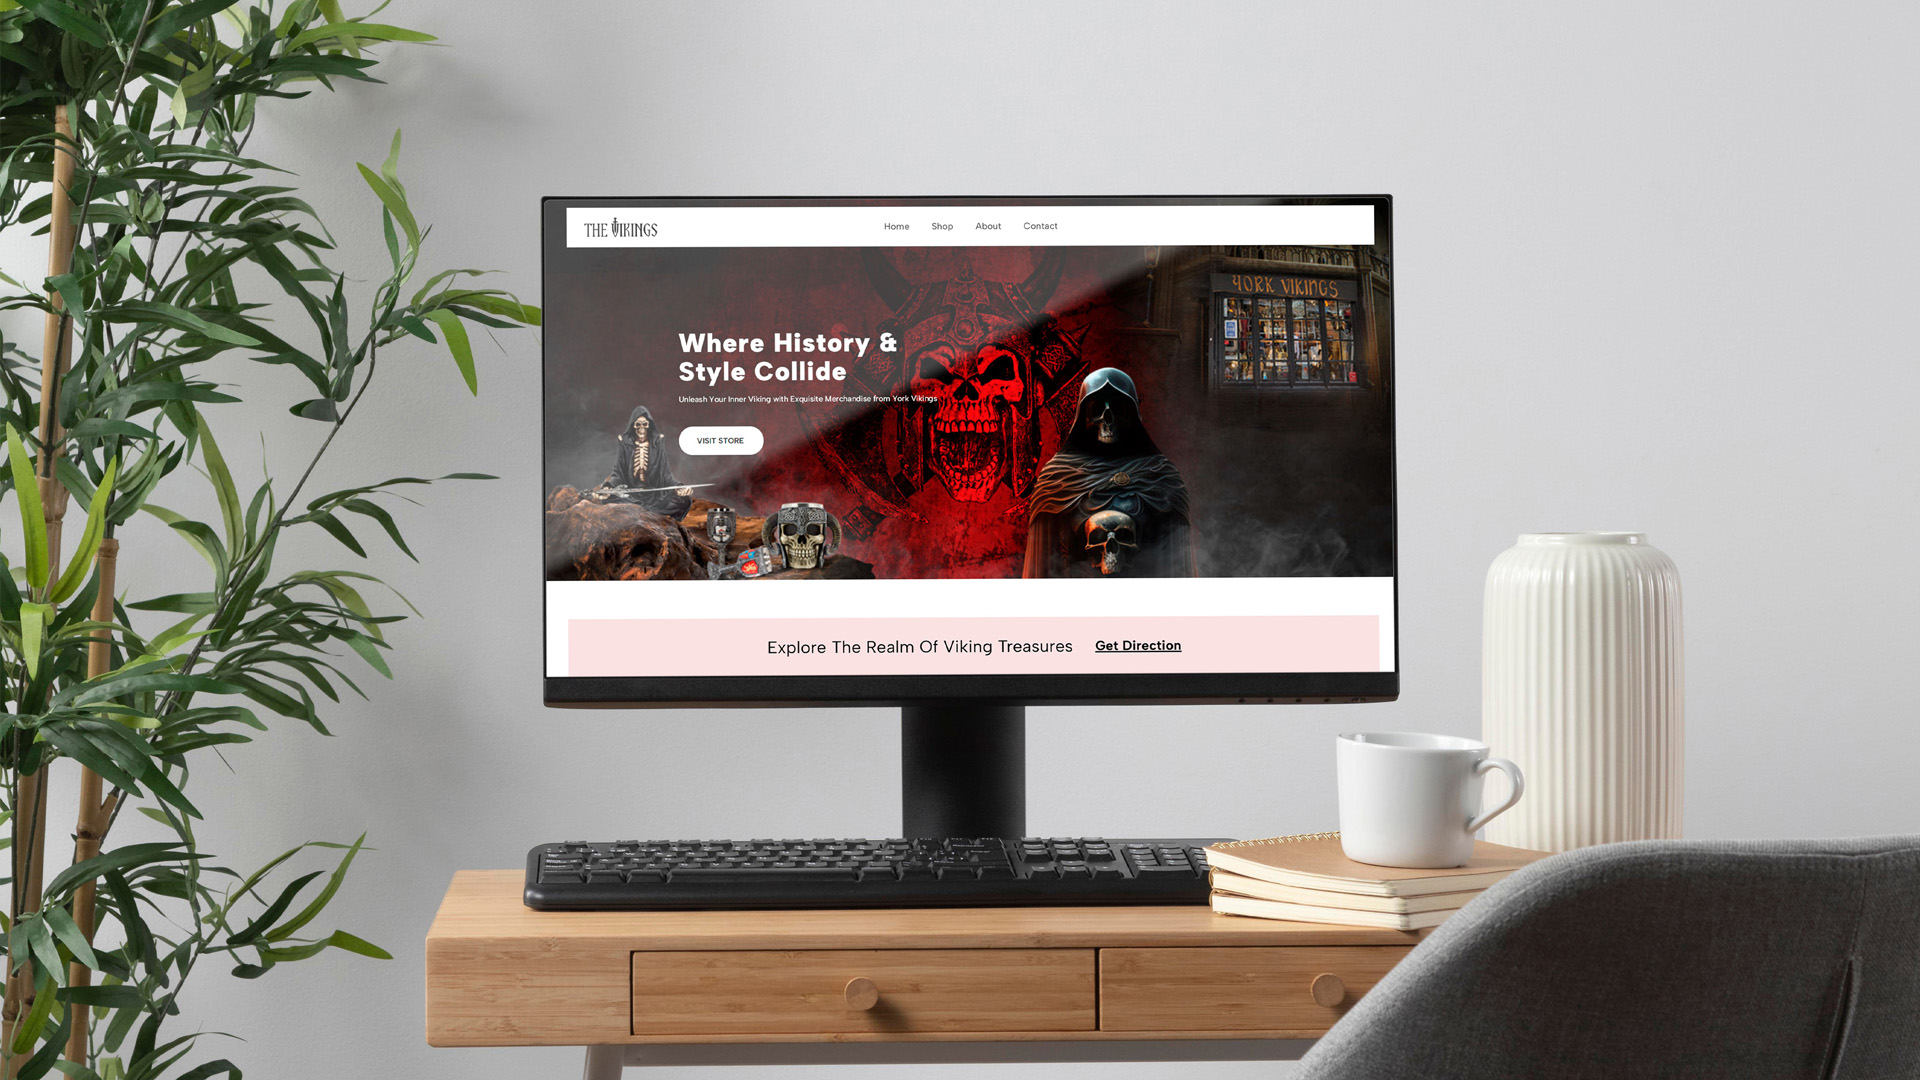 THE VIKINGS
Home Shop About Contact
YORK VIKINGS
Where History &
Style Collide
Unleash Your Inner Viking with Exquisite Merchandise from York Vikings
VISIT STORE
Explore The Realm Of Viking Treasures Get Direction